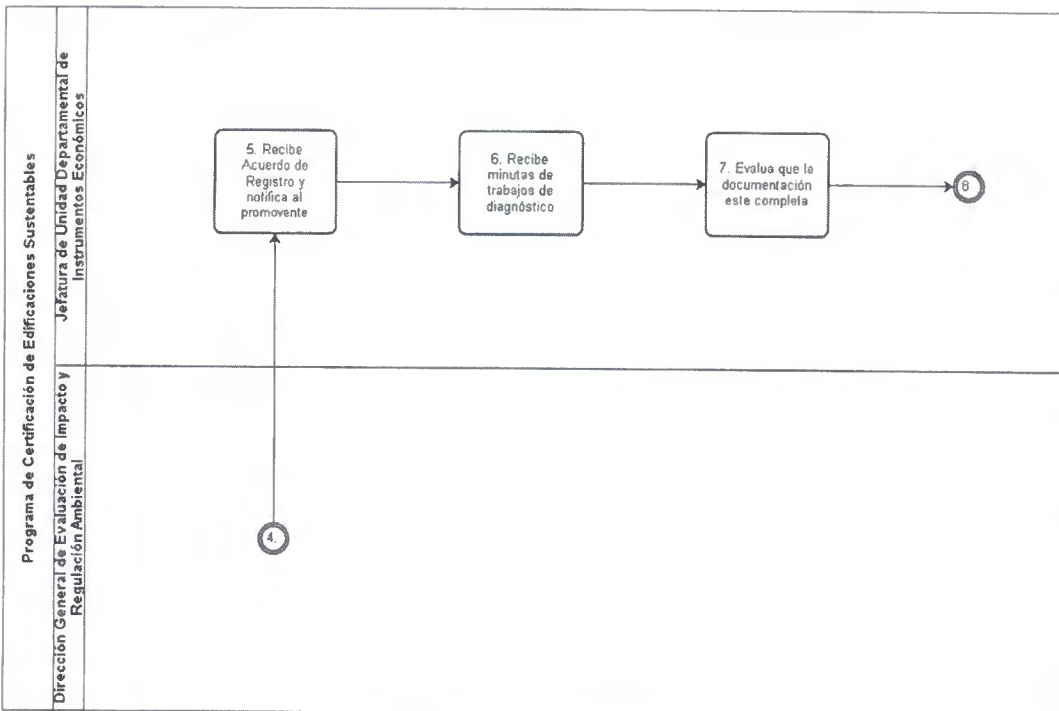 Programa de Certificación de Edificaciones Sustentables
Jefatura de Unidad Departamental de
Instrumentos Económicos
5. Recibe
Acuerdo de
Registro y
notifica al
promovente
6. Recibe
minutas de
trabajos de
diagnóstico
7. Evalua que la
documentación
este completa
8
Dirección General de Evaluación de Impacto y
Regulación Ambiental
4.